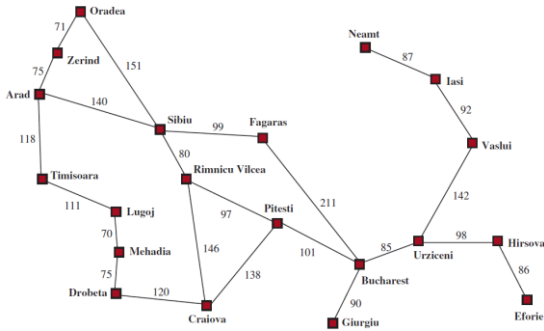 Oradea
71
Neamt
Zerind
87
151
75
Iasi
Arad
140
92
Sibiu
99
Fagaras
118
Vaslui
80
Rimnicu Vilcea
Timisoara
111
Pitesti
211
142
Lugoj
97
70
98
Hirsova
Mehadia
146
101
85
Urziceni
75
138
86
Bucharest
Drobeta
120
90
Craiova
Giurgiu
Eforie